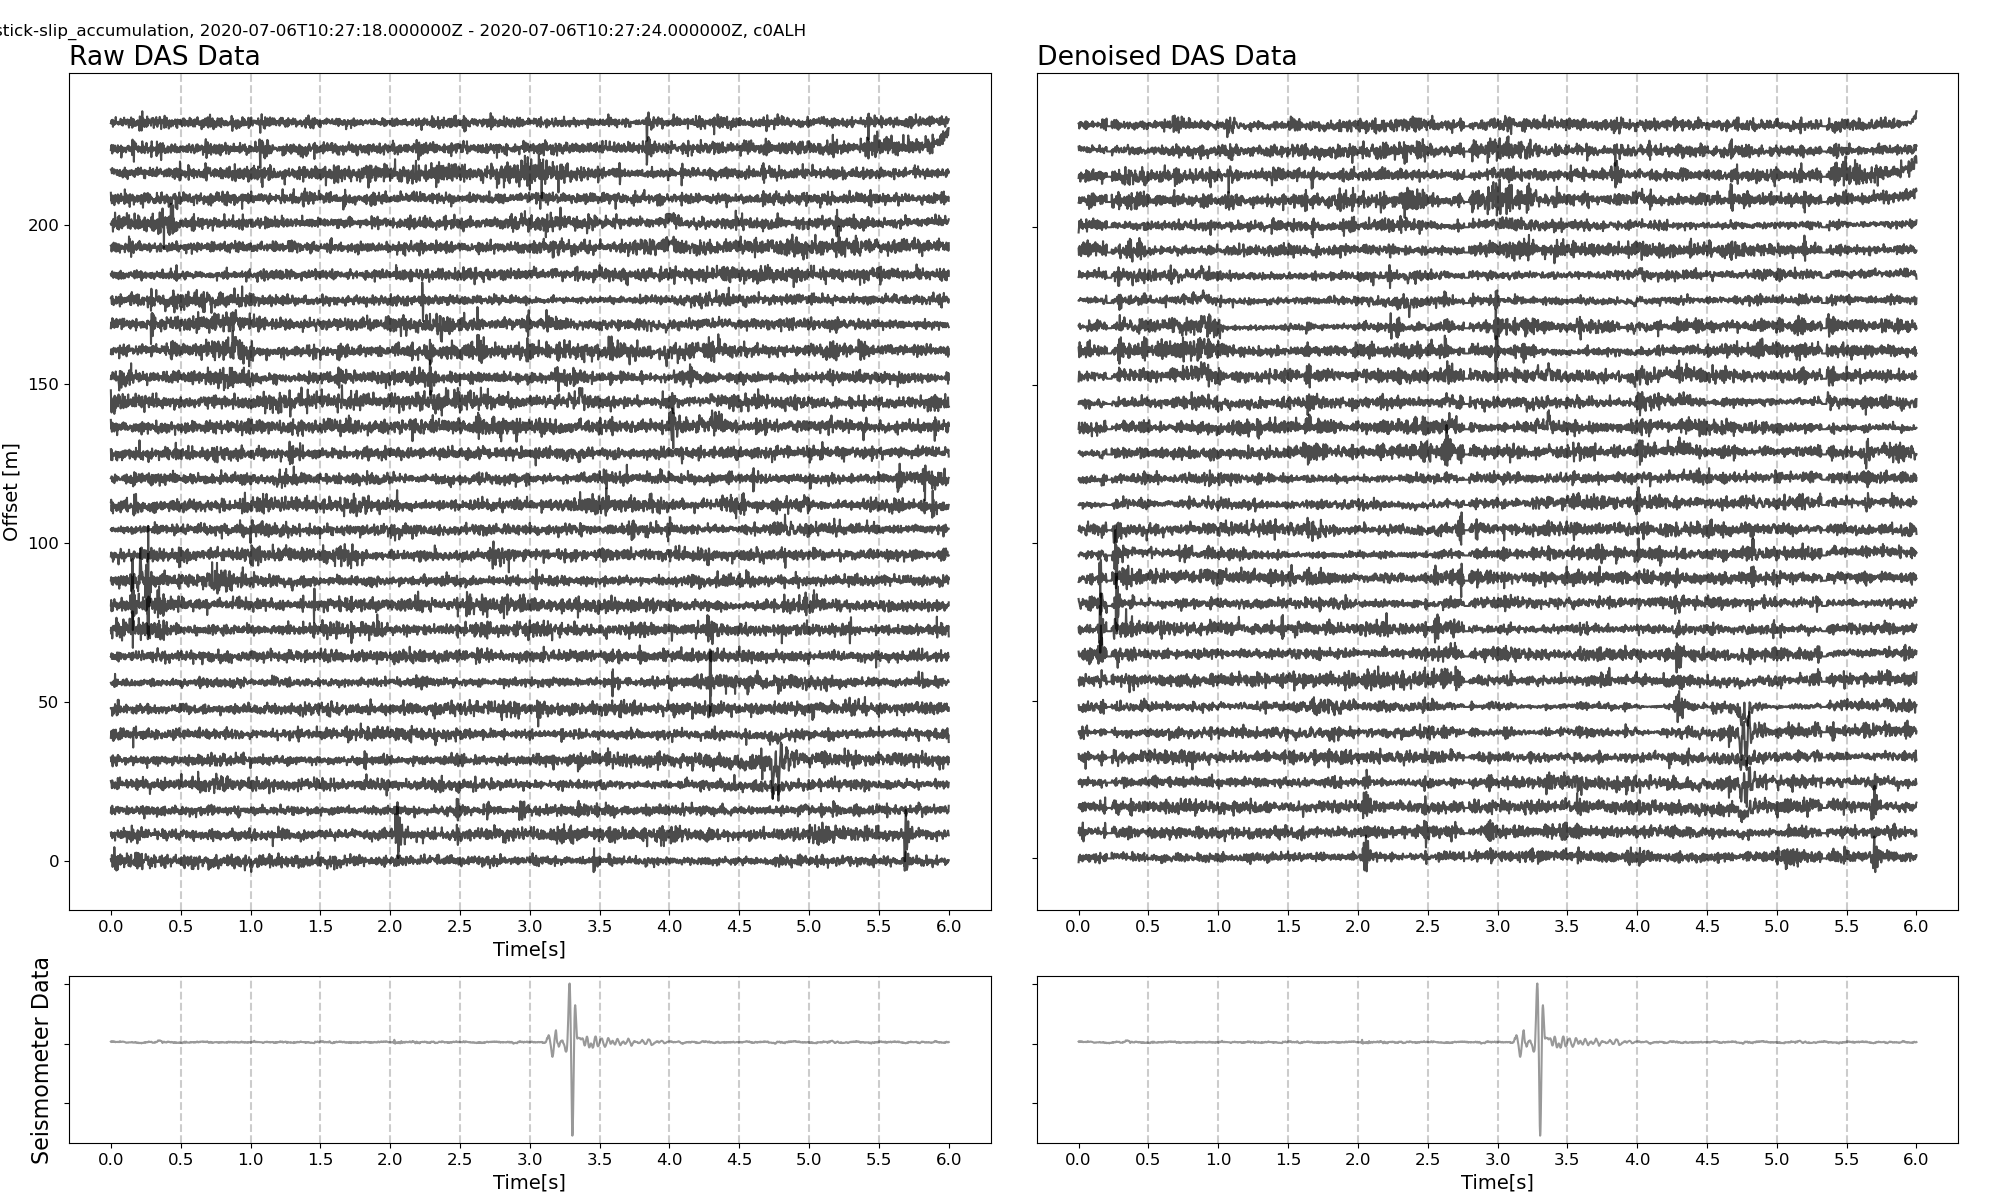 stick-slip_accumulation, 2020-07-06T10:27:18.000000Z - 2020-07-06T10:27:24.000000Z, c0ALH
Raw DAS Data
Denoised DAS Data
Offset [m]
200
150
100
50
0
0.0 0.5 1.0 1.5 2.0 2.5 3.0 3.5 4.0 4.5 5.0 5.5 6.0
Time[s]
0.0 0.5 1.0 1.5 2.0 2.5 3.0 3.5 4.0 4.5 5.0 5.5 6.0
Seismometer Data
0.0 0.5 1.0 1.5 2.0 2.5 3.0 3.5 4.0 4.5 5.0 5.5 6.0
Time[s]
0.0 0.5 1.0 1.5 2.0 2.5 3.0 3.5 4.0 4.5 5.0 5.5 6.0
Time[s]